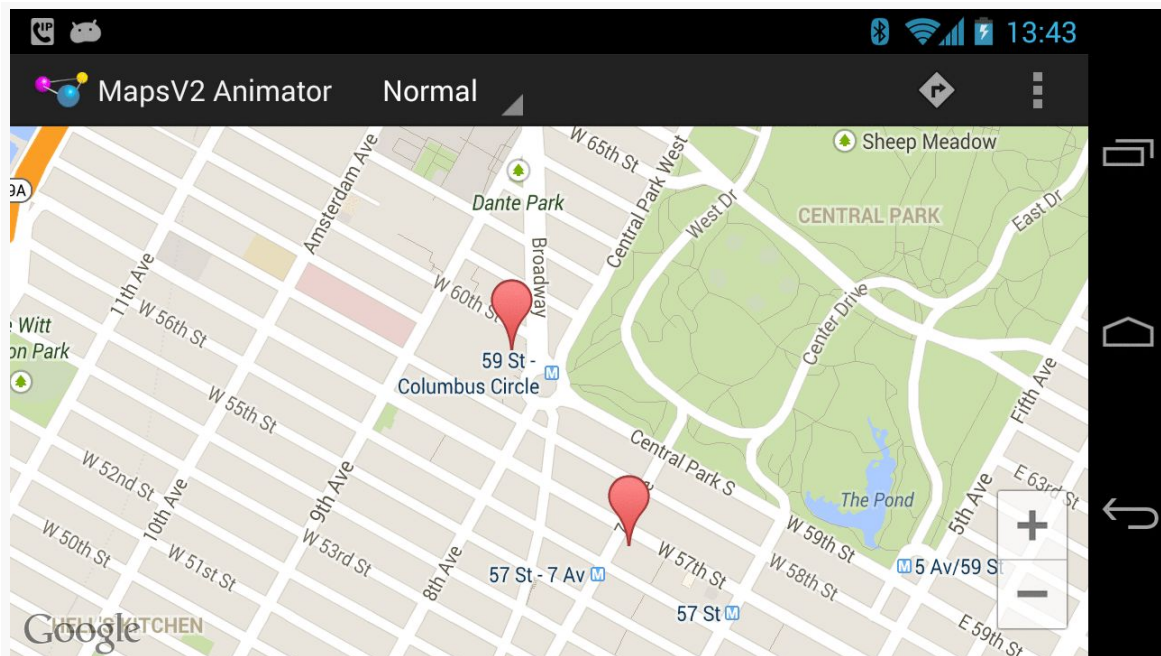 13:43
MapsV2 Animator
Normal
W 65th St
Sheep Meadow
9A
Amsterdam Ave
Dante Park
Central Park West
West Dr
CENTRAL PARK
East Dr
Broadway
11th Ave
W 60th St
W 56th St
Witt
on Park
Center Drive
59 St -
Columbus Circle
Fifth Ave
W 55th St
Central Park S
W 52nd St
10th Ave
9th Ave
The Pond
5th Ave
E 63rd St
W 50th St
W 51st St
W 53rd St
8th Ave
57 St - 7 Av
W 57th St
W 59th St
W 58th St
5 Av/59 St
57 St
E 59th St
HELL'S KITCHEN
Google